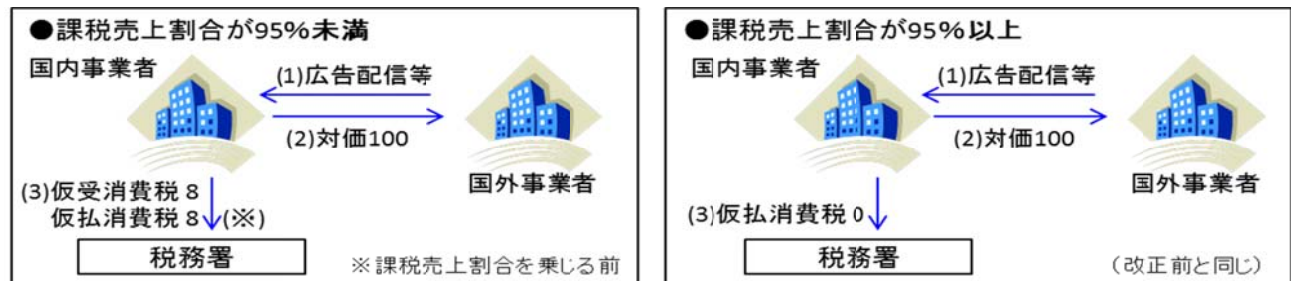 ●課税売上割合が95%未満
国内事業者
(1)広告配信等
(2)対価100
国外事業者
(3)仮受消費税8
仮払消費税8 (※)
税務署
※課税売上割合を乗じる前
●課税売上割合が95%以上
国内事業者
(1)広告配信等
(2)対価100
国外事業者
(3)仮払消費税0
税務署
(改正前と同じ)